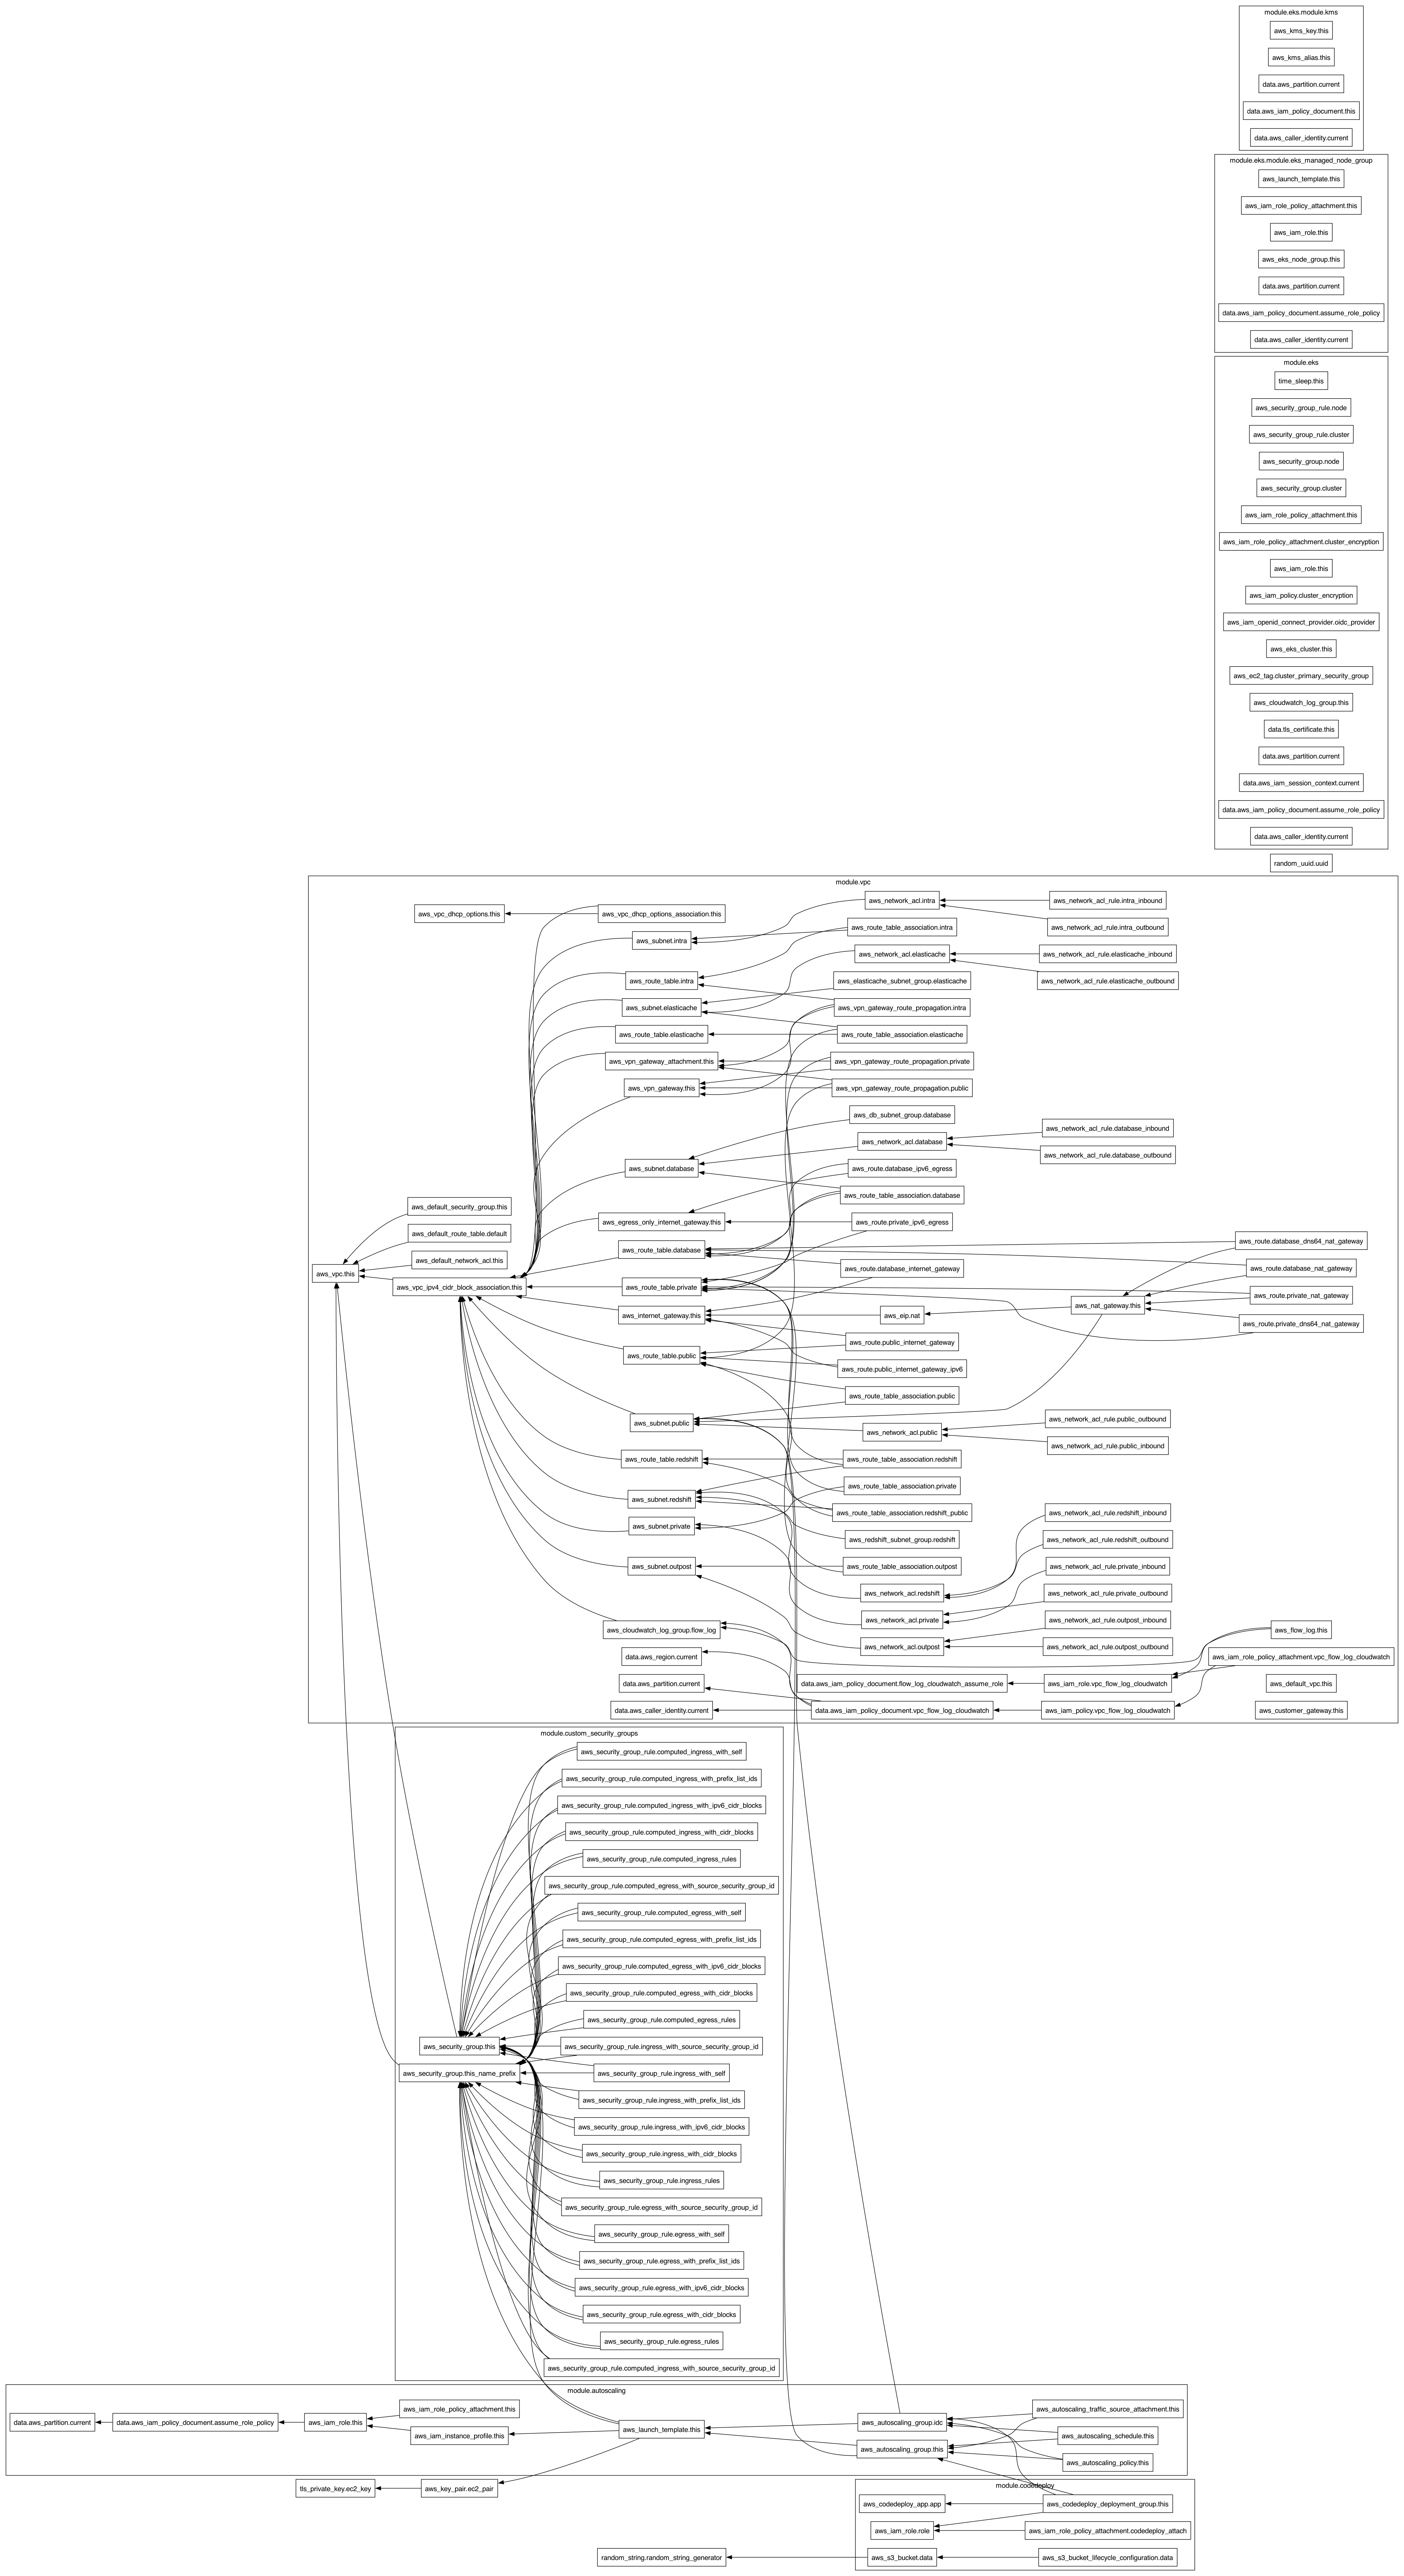 module.eks.module.kms
aws_kms_key.this
aws_kms_alias.this
data.aws_partition.current
data.aws_iam_policy_document.this
data.aws_caller_identity.current
module.eks.module.eks_managed_node_group
aws_launch_template.this
aws_iam_role_policy_attachment.this
aws_iam_role.this
aws_eks_node_group.this
data.aws_partition.current
data.aws_iam_policy_document.assume_role_policy
data.aws_caller_identity.current
module.eks
time_sleep.this
aws_security_group_rule.node
aws_security_group_rule.cluster
aws_security_group.node
aws_security_group.cluster
aws_iam_role_policy_attachment.this
aws_iam_role_policy_attachment.cluster_encryption
aws_iam_role.this
aws_iam_policy.cluster_encryption
aws_iam_openid_connect_provider.oidc_provider
aws_eks_cluster.this
aws_ec2_tag.cluster_primary_security_group
aws_cloudwatch_log_group.this
data.tls_certificate.this
data.aws_partition.current
data.aws_iam_session_context.current
data.aws_iam_policy_document.assume_role_policy
data.aws_caller_identity.current
random_uuid.uuid
module.vpc
aws_network_acl.intra
aws_network_acl_rule.intra_inbound
aws_vpc_dhcp_options.this
aws_vpc_dhcp_options_association.this
aws_route_table_association.intra
aws_network_acl_rule.intra_outbound
aws_subnet.intra
aws_network_acl.elasticache
aws_network_acl_rule.elasticache_inbound
aws_route_table.intra
aws_elasticache_subnet_group.elasticache
aws_network_acl_rule.elasticache_outbound
aws_subnet.elasticache
aws_vpn_gateway_route_propagation.intra
aws_route_table.elasticache
aws_route_table_association.elasticache
aws_vpn_gateway_attachment.this
aws_vpn_gateway_route_propagation.private
aws_vpn_gateway.this
aws_vpn_gateway_route_propagation.public
aws_db_subnet_group.database
aws_network_acl_rule.database_inbound
aws_network_acl.database
aws_network_acl_rule.database_outbound
aws_subnet.database
aws_route.database_ipv6_egress
aws_route_table_association.database
aws_default_security_group.this
aws_egress_only_internet_gateway.this
aws_route.private_ipv6_egress
aws_default_route_table.default
aws_route_table.database
aws_route.database_dns64_nat_gateway
aws_default_network_acl.this
aws_route.database_internet_gateway
aws_route.database_nat_gateway
aws_vpc.this
aws_vpc_ipv4_cidr_block_association.this
aws_route_table.private
aws_route.private_nat_gateway
aws_internet_gateway.this
aws_eip.nat
aws_nat_gateway.this
aws_route.private_dns64_nat_gateway
aws_route.public_internet_gateway
aws_route_table.public
aws_route.public_internet_gateway_ipv6
aws_route_table_association.public
aws_subnet.public
aws_network_acl.public
aws_network_acl_rule.public_outbound
aws_network_acl_rule.public_inbound
aws_route_table.redshift
aws_route_table_association.redshift
aws_route_table_association.private
aws_subnet.redshift
aws_route_table_association.redshift_public
aws_network_acl_rule.redshift_inbound
aws_subnet.private
aws_redshift_subnet_group.redshift
aws_network_acl_rule.redshift_outbound
aws_subnet.outpost
aws_route_table_association.outpost
aws_network_acl_rule.private_inbound
aws_network_acl.redshift
aws_network_acl_rule.private_outbound
aws_network_acl.private
aws_network_acl_rule.outpost_inbound
aws_cloudwatch_log_group.flow_log
aws_network_acl.outpost
aws_network_acl_rule.outpost_outbound
aws_flow_log.this
data.aws_region.current
aws_iam_role_policy_attachment.vpc_flow_log_cloudwatch
data.aws_partition.current
data.aws_iam_policy_document.flow_log_cloudwatch_assume_role
aws_iam_role.vpc_flow_log_cloudwatch
aws_default_vpc.this
data.aws_caller_identity.current
data.aws_iam_policy_document.vpc_flow_log_cloudwatch
aws_iam_policy.vpc_flow_log_cloudwatch
aws_customer_gateway.this
module.custom_security_groups
aws_security_group_rule.computed_ingress_with_self
aws_security_group_rule.computed_ingress_with_prefix_list_ids
aws_security_group_rule.computed_ingress_with_ipv6_cidr_blocks
aws_security_group_rule.computed_ingress_with_cidr_blocks
aws_security_group_rule.computed_ingress_rules
aws_security_group_rule.computed_egress_with_source_security_group_id
aws_security_group_rule.computed_egress_with_self
aws_security_group_rule.computed_egress_with_prefix_list_ids
aws_security_group_rule.computed_egress_with_ipv6_cidr_blocks
aws_security_group_rule.computed_egress_with_cidr_blocks
aws_security_group_rule.computed_egress_rules
aws_security_group.this
aws_security_group_rule.ingress_with_source_security_group_id
aws_security_group.this_name_prefix
aws_security_group_rule.ingress_with_self
aws_security_group_rule.ingress_with_prefix_list_ids
aws_security_group_rule.ingress_with_ipv6_cidr_blocks
aws_security_group_rule.ingress_with_cidr_blocks
aws_security_group_rule.ingress_rules
aws_security_group_rule.egress_with_source_security_group_id
aws_security_group_rule.egress_with_self
aws_security_group_rule.egress_with_prefix_list_ids
aws_security_group_rule.egress_with_ipv6_cidr_blocks
aws_security_group_rule.egress_with_cidr_blocks
aws_security_group_rule.egress_rules
aws_security_group_rule.computed_ingress_with_source_security_group_id
module.autoscaling
aws_iam_role_policy_attachment.this
aws_autoscaling_traffic_source_attachment.this
data.aws_partition.current
data.aws_iam_policy_document.assume_role_policy
aws_iam_role.this
aws_autoscaling_group.idc
aws_iam_instance_profile.this
aws_launch_template.this
aws_autoscaling_schedule.this
aws_autoscaling_group.this
aws_autoscaling_policy.this
tls_private_key.ec2_key
aws_key_pair.ec2_pair
module.codedeploy
aws_codedeploy_app.app
aws_codedeploy_deployment_group.this
aws_iam_role.role
aws_iam_role_policy_attachment.codedeploy_attach
random_string.random_string_generator
aws_s3_bucket.data
aws_s3_bucket_lifecycle_configuration.data